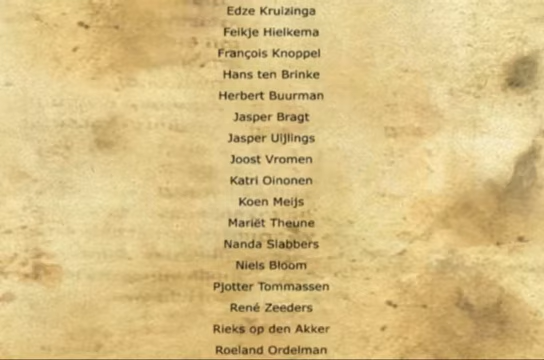 Edze Kruizinga
Feikje Hielkema
François Knoppel
Hans ten Brinke
Herbert Buurman
Jasper Bragt
Jasper Uijlings
Joost Vromen
Katri Oinonen
Koen Meijs
Mariët Theune
Nanda Slabbers
Niels Bloom
Pjotter Tommassen
René Zeeders
Rieks op den Akker
Roeland Ordelman